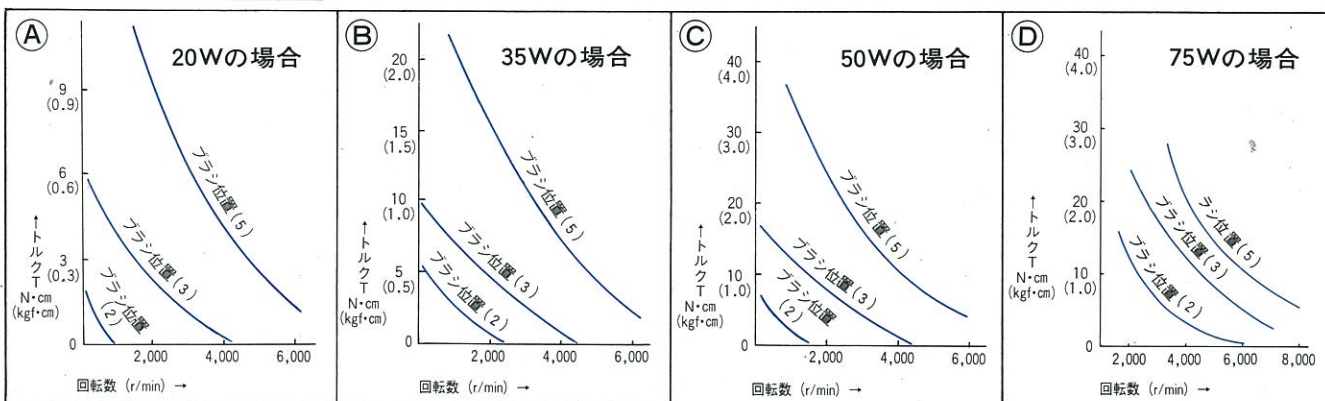 Ⓐ
20Wの場合
9
(0.9)
6
(0.6)
3
(0.3)
0
↑トルクT
N・cm
(kgf・cm)
ブラシ位置(5)
ブラシ位置(3)
ブラシ位置
(2)
2,000 4,000 6,000
回転数 (r/min) →
Ⓑ
35Wの場合
20
(2.0)
15
(1.5)
10
(1.0)
5
(0.5)
0
↑トルクT
N・cm
(kgf・cm)
ブラシ位置(5)
ブラシ位置(3)
ブラシ位置(2)
2,000 4,000 6,000
回転数 (r/min) →
Ⓒ
50Wの場合
40
(4.0)
30
(3.0)
20
(2.0)
10
(1.0)
0
↑トルクT
N・cm
(kgf・cm)
ブラシ位置(5)
ブラシ位置(3)
ブラシ位置
(2)
2,000 4,000 6,000
回転数 (r/min) →
Ⓓ
75Wの場合
40
(4.0)
30
(3.0)
20
(2.0)
10
(1.0)
0
↑トルクT
N・cm
(kgf・cm)
ラシ位置(5)
ブラシ位置(3)
ブラシ位置(2)
2,000 4,000 6,000 8,000
回転数 (r/min) →